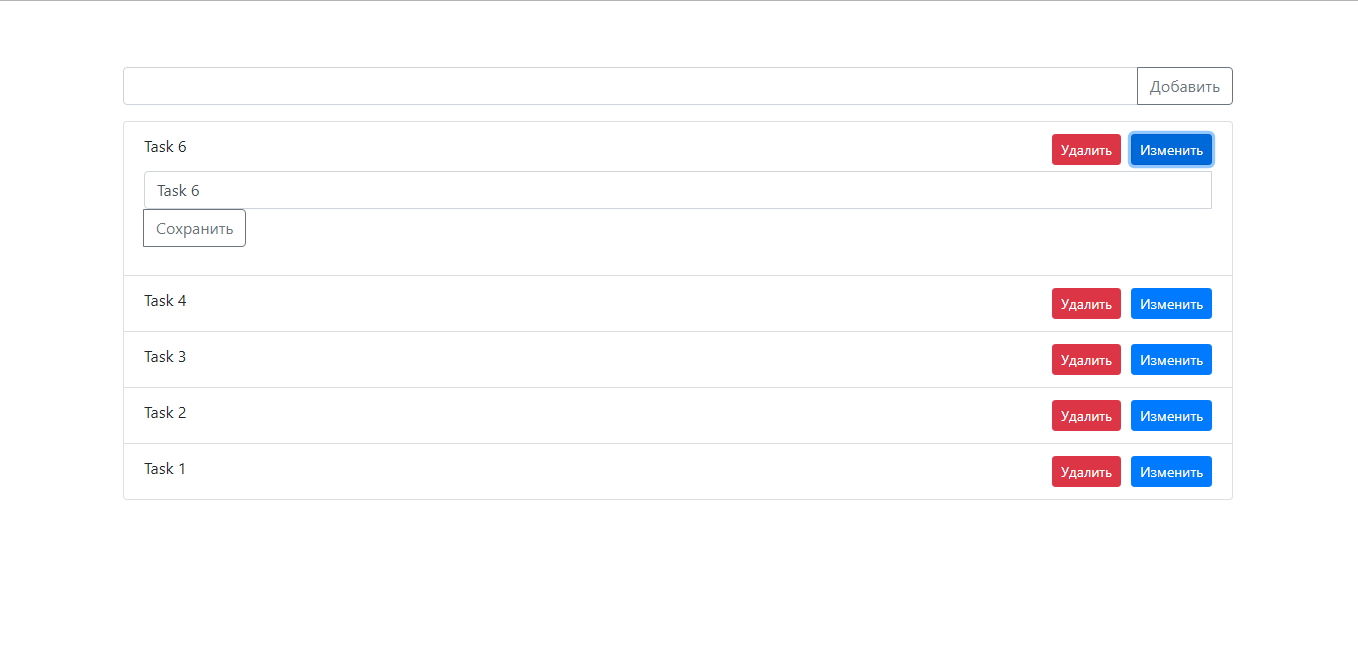 Добавить
Task 6 Удалить Изменить
Task 6
Сохранить
Task 4 Удалить Изменить
Task 3 Удалить Изменить
Task 2 Удалить Изменить
Task 1 Удалить Изменить